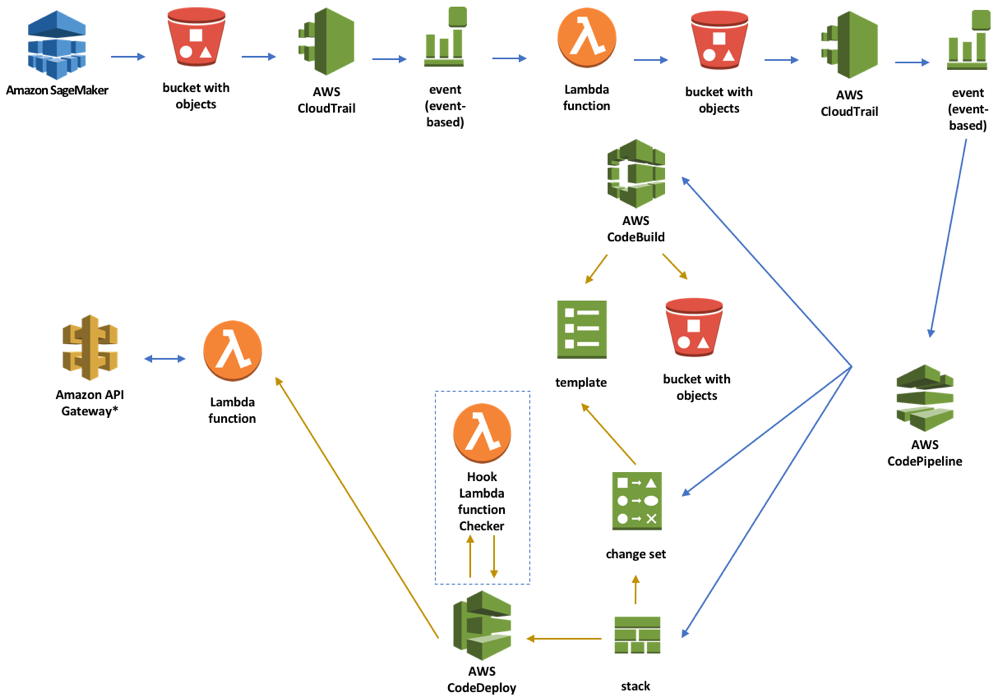 Amazon SageMaker
bucket with
objects
AWS
CloudTrail
event
(event-
based)
Lambda
function
bucket with
objects
AWS
CloudTrail
event
(event-
based)
AWS
CodeBuild
template
bucket with
objects
Amazon API
Gateway*
Lambda
function
AWS
CodePipeline
Hook
Lambda
function
Checker
change set
AWS
CodeDeploy
stack